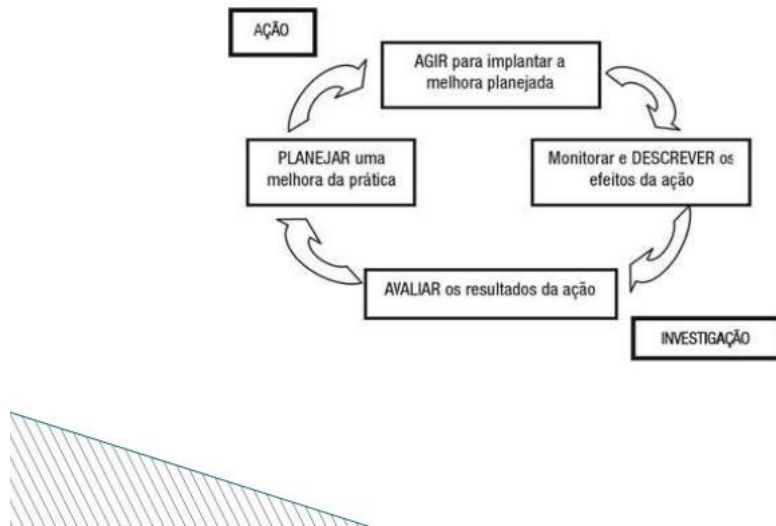 AÇÃO
AGIR para implantar a
melhora planejada
PLANEJAR uma
melhora da prática
Monitorar e DESCREVER os
efeitos da ação
AVALIAR os resultados da ação
INVESTIGAÇÃO